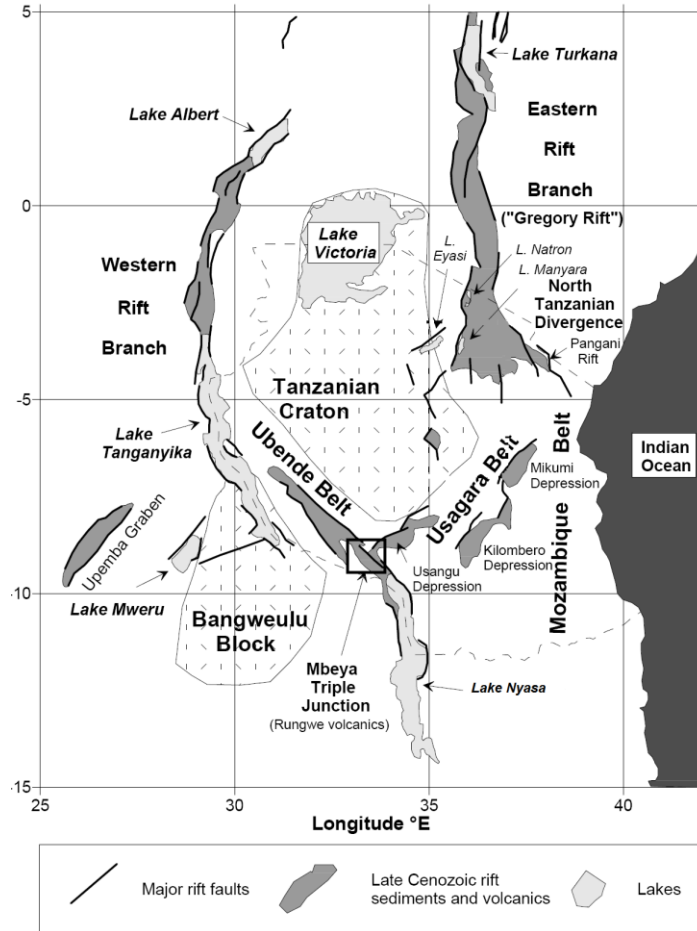 5
Lake Turkana
Lake Albert
Eastern
Rift
Branch
("Gregory Rift")
0
Lake
Victoria
L.
Eyasi
L. Natron
L. Manyara
Western
Rift
Branch
North
Tanzanian
Divergence
Pangani
Rift
-5
Tanzanian
Craton
Lake
Tanganyika
Ubende Belt
Usagara Belt
Belt
Mozambique
Indian
Ocean
Mikumi
Depression
Upemba Graben
Kilombero
Depression
Usangu
Depression
Lake Mweru
-10
Bangweulu
Block
Mbeya
Triple
Junction
(Rungwe volcanics)
Lake Nyasa
-15
25
30
35
40
Longitude °E
Major rift faults
Late Cenozoic rift
sediments and volcanics
Lakes